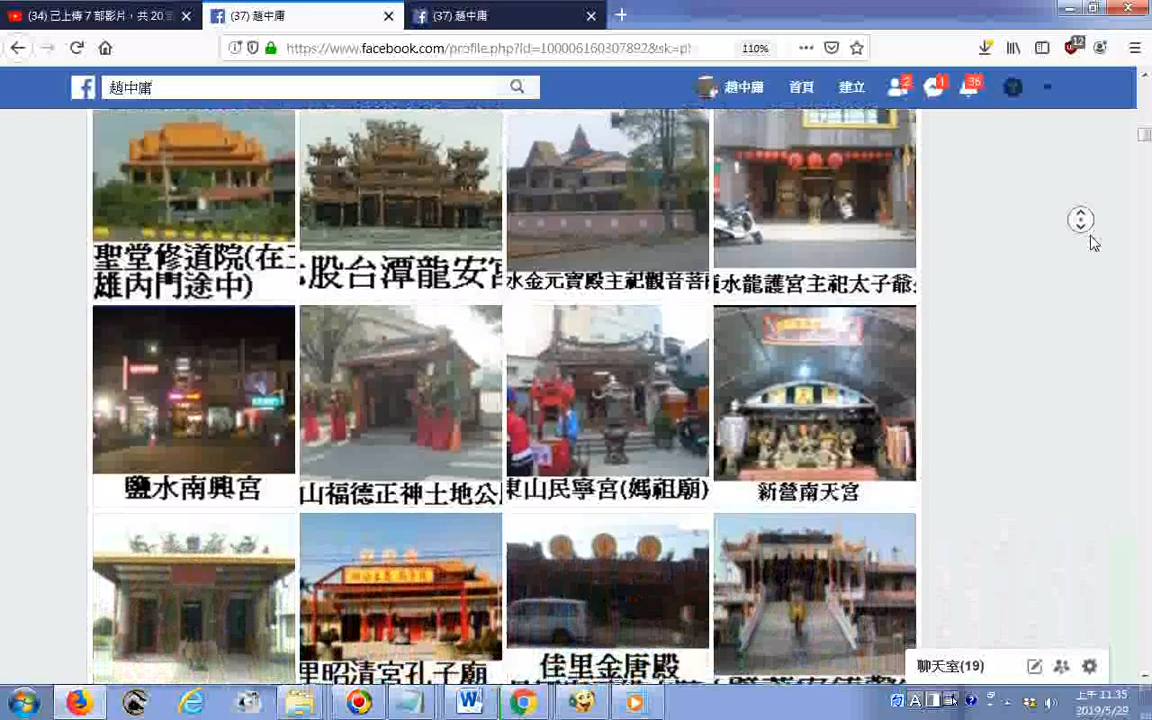 (34) 已上傳 7 部影片，共 20
(37) 趙中庸
(37) 趙中庸
https://www.facebook.com/profile.php?id=100006160307892&sk=p
110%
12
趙中庸
趙中庸
首頁
建立
2
1
36
聖堂修道院(在
雄內門途中)
股台潭龍安宮
水金元寶殿主祀觀音菩
水龍護宮主祀太子爺
鹽水南興宮
山福德正神土地公
東山民寧宮(媽祖廟)
新營南天宮
里昭清宮孔子廟
佳里金唐殿
聊天室(19)
上午 11:35
2019/5/29